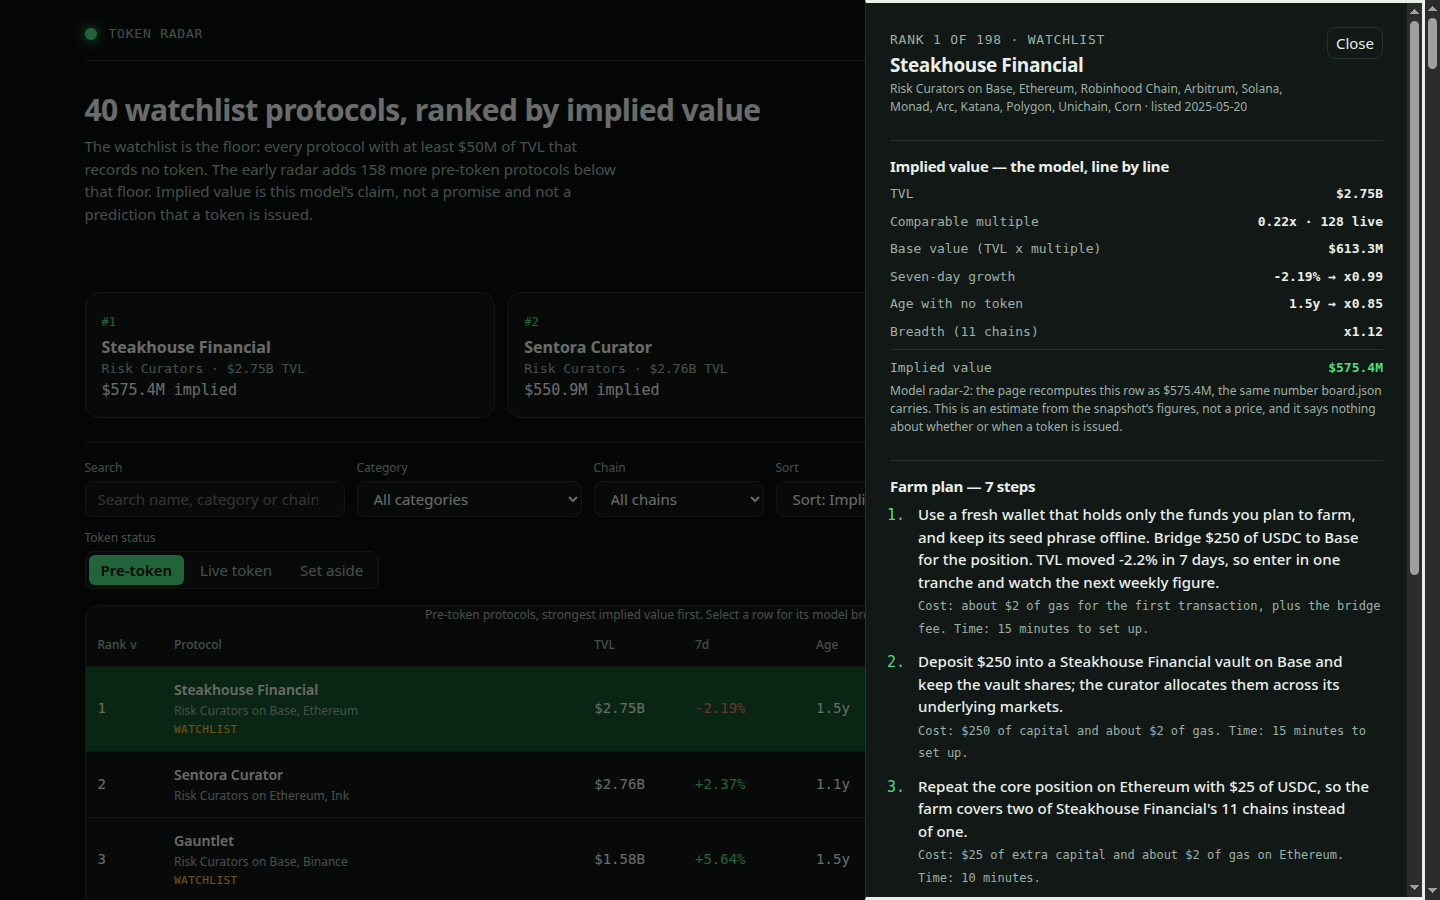 TOKEN RADAR
40 watchlist protocols, ranked by implied value
The watchlist is the floor: every protocol with at least $50M of TVL that
records no token. The early radar adds 158 more pre-token protocols below
that floor. Implied value is this model's claim, not a promise and not a
prediction that a token is issued.
#1
Steakhouse Financial
Risk Curators · $2.75B TVL
$575.4M implied
#2
Sentora Curator
Risk Curators · $2.76B TVL
$550.9M implied
Search
Category
Chain
Sort
Search name, category or chain
All categories
All chains
Sort: Impli
Token status
Pre-token
Live token
Set aside
Pre-token protocols, strongest implied value first. Select a row for its model bre
Rank v
Protocol
TVL
7d
Age
1
Steakhouse Financial
Risk Curators on Base, Ethereum
WATCHLIST
$2.75B
-2.19%
1.5y
2
Sentora Curator
Risk Curators on Ethereum, Ink
$2.76B
+2.37%
1.1y
3
Gauntlet
Risk Curators on Base, Binance
WATCHLIST
$1.58B
+5.64%
1.5y
RANK 1 OF 198 · WATCHLIST
Close
Steakhouse Financial
Risk Curators on Base, Ethereum, Robinhood Chain, Arbitrum, Solana,
Monad, Arc, Katana, Polygon, Unichain, Corn · listed 2025-05-20
Implied value — the model, line by line
TVL $2.75B
Comparable multiple 0.22x · 128 live
Base value (TVL x multiple) $613.3M
Seven-day growth -2.19% → x0.99
Age with no token 1.5y → x0.85
Breadth (11 chains) x1.12
Implied value $575.4M
Model radar-2: the page recomputes this row as $575.4M, the same number board.json
carries. This is an estimate from the snapshot's figures, not a price, and it says nothing
about whether or when a token is issued.
Farm plan — 7 steps
1. Use a fresh wallet that holds only the funds you plan to farm,
and keep its seed phrase offline. Bridge $250 of USDC to Base
for the position. TVL moved -2.2% in 7 days, so enter in one
tranche and watch the next weekly figure.
Cost: about $2 of gas for the first transaction, plus the bridge
fee. Time: 15 minutes to set up.
2. Deposit $250 into a Steakhouse Financial vault on Base and
keep the vault shares; the curator allocates them across its
underlying markets.
Cost: $250 of capital and about $2 of gas. Time: 15 minutes to
set up.
3. Repeat the core position on Ethereum with $25 of USDC, so the
farm covers two of Steakhouse Financial's 11 chains instead
of one.
Cost: $25 of extra capital and about $2 of gas on Ethereum.
Time: 10 minutes.